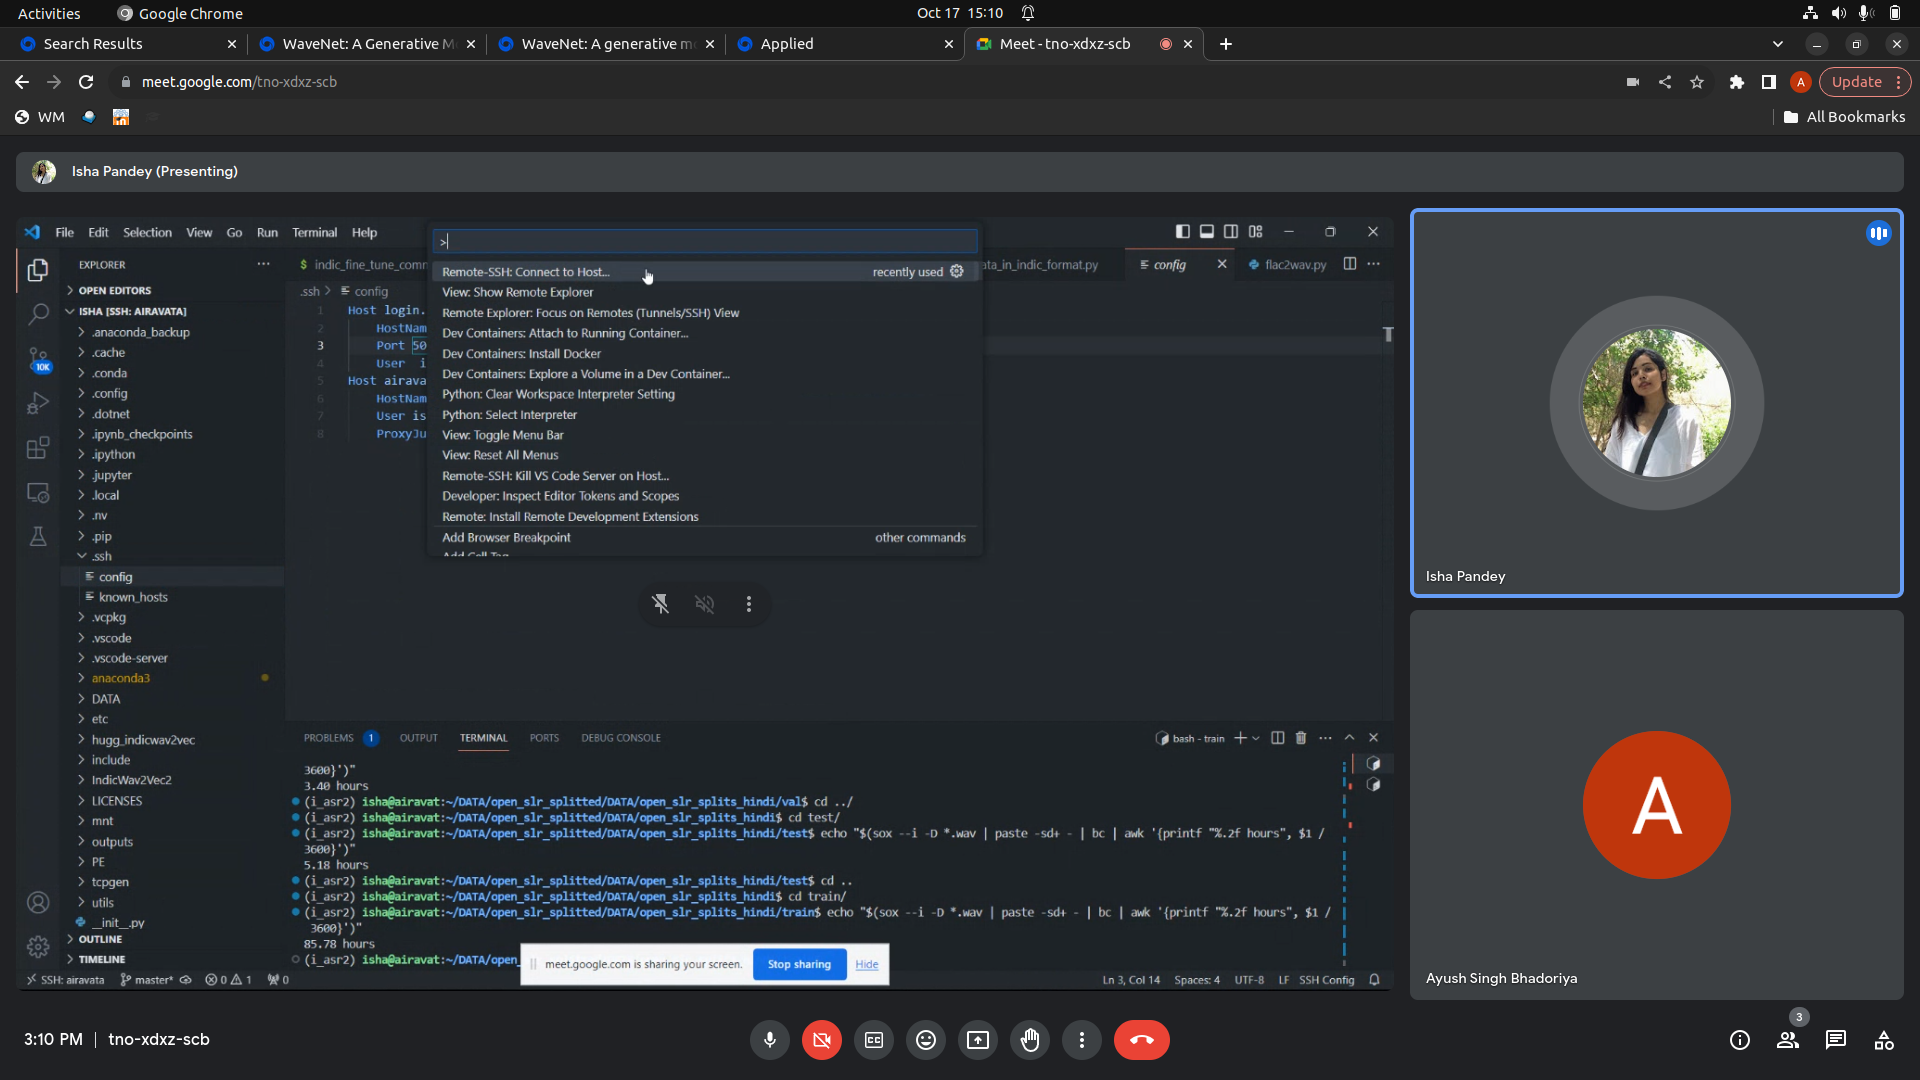 Activities
Google Chrome
Oct 17 15:10
Search Results
WaveNet: A Generative M
WaveNet: A generative m
Applied
Meet - tno-xdxz-scb
meet.google.com/tno-xdxz-scb
A
Update
WM
All Bookmarks
Isha Pandey (Presenting)
File Edit Selection View Go Run Terminal Help
>
EXPLORER
$ indic_fine_tune_com
ata_in_indic_format.py
config
flac2wav.py
OPEN EDITORS
.ssh > config
ISHA [SSH: AIRAVATA]
1 Host login.
2 HostNam
3 Port 50
4 User i
5 Host airava
6 HostNam
7 User is
8 ProxyJu
Remote-SSH: Connect to Host... recently used
View: Show Remote Explorer
Remote Explorer: Focus on Remotes (Tunnels/SSH) View
Dev Containers: Attach to Running Container...
Dev Containers: Install Docker
Dev Containers: Explore a Volume in a Dev Container...
Python: Clear Workspace Interpreter Setting
Python: Select Interpreter
View: Toggle Menu Bar
View: Reset All Menus
Remote-SSH: Kill VS Code Server on Host...
Developer: Inspect Editor Tokens and Scopes
Remote: Install Remote Development Extensions
Add Browser Breakpoint other commands
Add Cell Tag
10K
.anaconda_backup
.cache
.conda
.config
.dotnet
.ipynb_checkpoints
.ipython
.jupyter
.local
.nv
.pip
.ssh
config
known_hosts
.vcpkg
.vscode
.vscode-server
anaconda3
DATA
etc
hugg_indicwav2vec
include
IndicWav2Vec2
LICENSES
mnt
outputs
PE
tcpgen
utils
__init__.py
OUTLINE
TIMELINE
PROBLEMS 1 OUTPUT TERMINAL PORTS DEBUG CONSOLE
bash - train
3600}')"
3.40 hours
(i_asr2) isha@airavat:~/DATA/open_slr_splitted/DATA/open_slr_splits_hindi/val$ cd ../
(i_asr2) isha@airavat:~/DATA/open_slr_splitted/DATA/open_slr_splits_hindi$ cd test/
(i_asr2) isha@airavat:~/DATA/open_slr_splitted/DATA/open_slr_splits_hindi/test$ echo "$(sox --i -D *.wav | paste -sd+ - | bc | awk '{printf "%.2f hours", $1 /
3600}')"
5.18 hours
(i_asr2) isha@airavat:~/DATA/open_slr_splitted/DATA/open_slr_splits_hindi/test$ cd ..
(i_asr2) isha@airavat:~/DATA/open_slr_splitted/DATA/open_slr_splits_hindi$ cd train/
(i_asr2) isha@airavat:~/DATA/open_slr_splitted/DATA/open_slr_splits_hindi/train$ echo "$(sox --i -D *.wav | paste -sd+ - | bc | awk '{printf "%.2f hours", $1 /
3600}')"
85.78 hours
(i_asr2) isha@airavat:~/DATA/open_
meet.google.com is sharing your screen. Stop sharing Hide
SSH: airavata master* 0 1 0
Ln 3, Col 14 Spaces: 4 UTF-8 LF SSH Config
Isha Pandey
A
Ayush Singh Bhadoriya
3:10 PM | tno-xdxz-scb
3